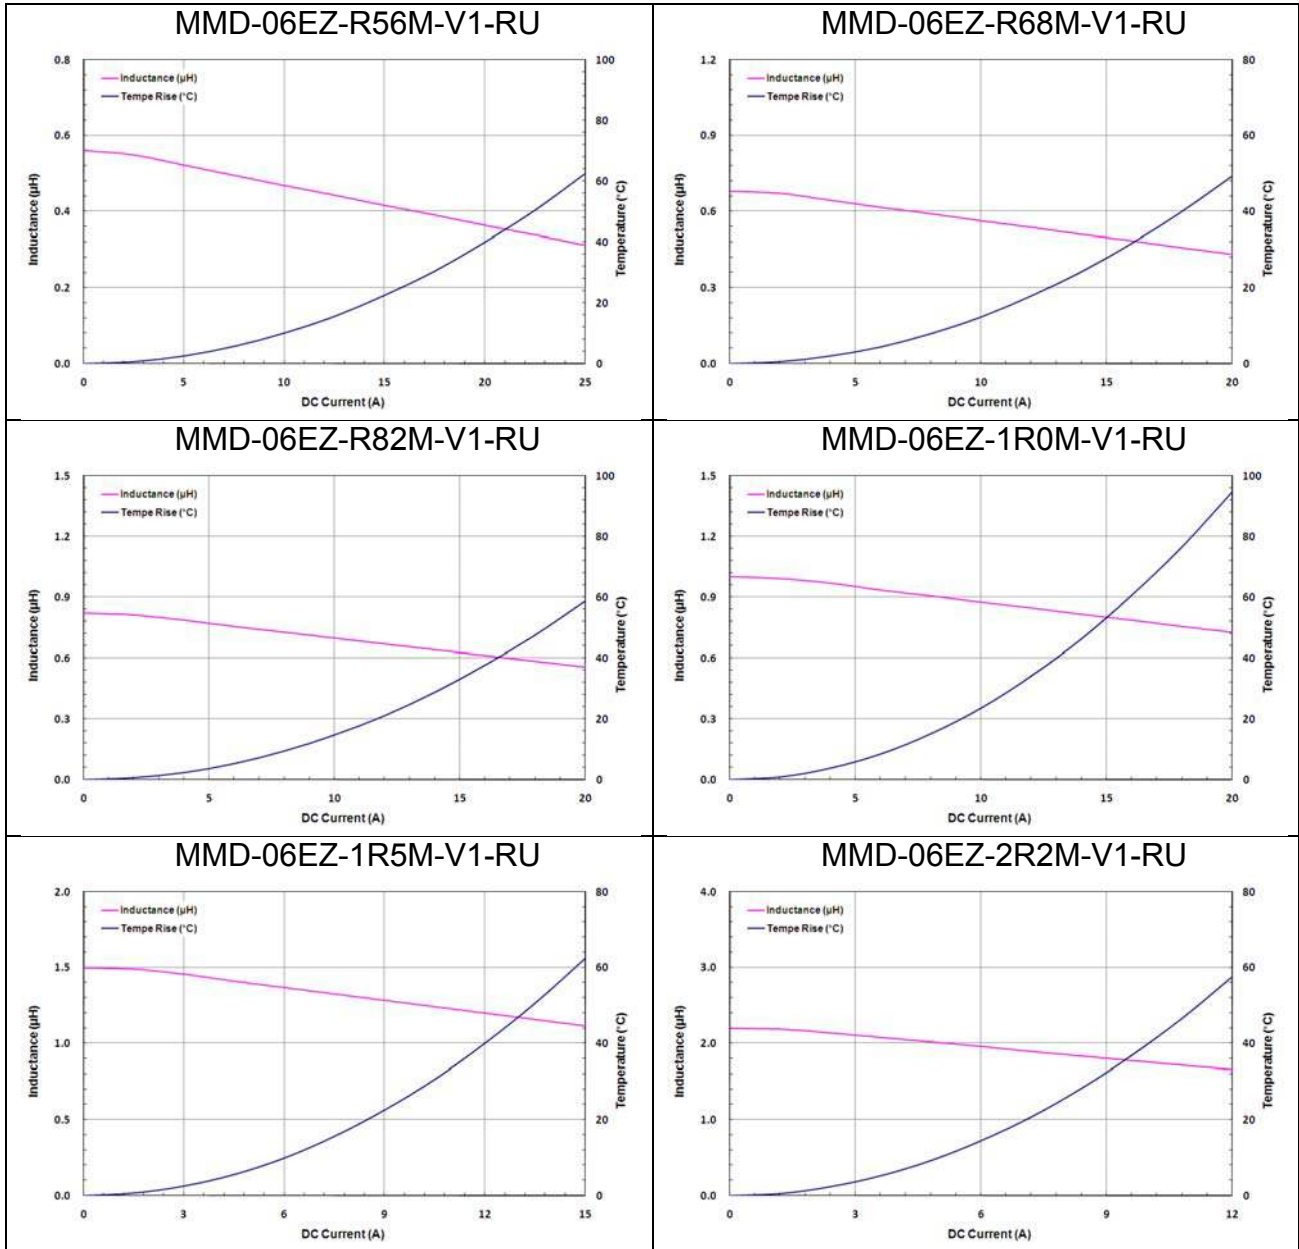 MMD-06EZ-R56M-V1-RU
Inductance (µH)
Tempe Rise (°C)
0.8
0.6
0.4
0.2
0.0
100
80
60
40
20
0
0 5 10 15 20 25
Inductance (µH)
Temperature (°C)
DC Current (A)
MMD-06EZ-R68M-V1-RU
Inductance (µH)
Tempe Rise (°C)
1.2
0.9
0.6
0.3
0.0
80
60
40
20
0
0 5 10 15 20
Inductance (µH)
Temperature (°C)
DC Current (A)
MMD-06EZ-R82M-V1-RU
Inductance (µH)
Tempe Rise (°C)
1.5
1.2
0.9
0.6
0.3
0.0
100
80
60
40
20
0
0 5 10 15 20
Inductance (µH)
Temperature (°C)
DC Current (A)
MMD-06EZ-1R0M-V1-RU
Inductance (µH)
Tempe Rise (°C)
1.5
1.2
0.9
0.6
0.3
0.0
100
80
60
40
20
0
0 5 10 15 20
Inductance (µH)
Temperature (°C)
DC Current (A)
MMD-06EZ-1R5M-V1-RU
Inductance (µH)
Tempe Rise (°C)
2.0
1.5
1.0
0.5
0.0
80
60
40
20
0
0 3 6 9 12 15
Inductance (µH)
Temperature (°C)
DC Current (A)
MMD-06EZ-2R2M-V1-RU
Inductance (µH)
Tempe Rise (°C)
4.0
3.0
2.0
1.0
0.0
80
60
40
20
0
0 3 6 9 12
Inductance (µH)
Temperature (°C)
DC Current (A)